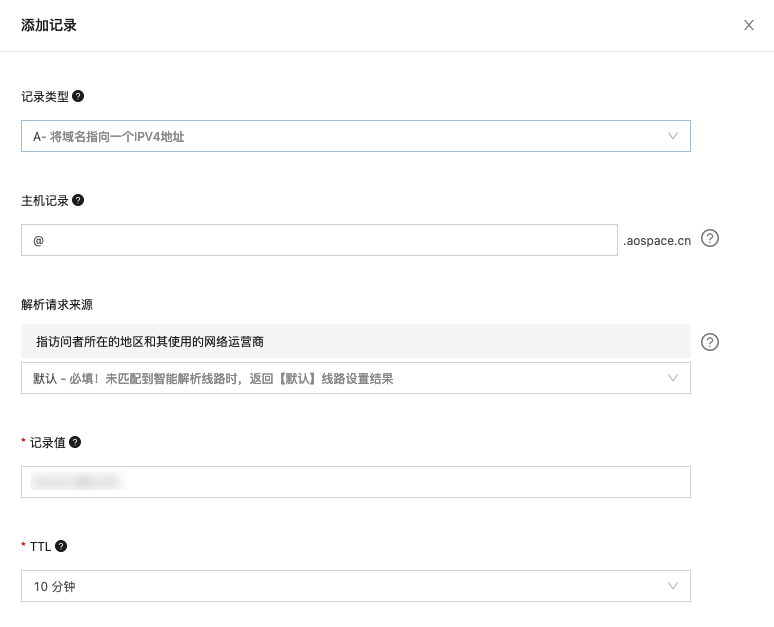 添加记录
记录类型
A- 将域名指向一个IPV4地址
主机记录
@
.aospace.cn
解析请求来源
指访问者所在的地区和其使用的网络运营商
默认 - 必填！未匹配到智能解析线路时，返回【默认】线路设置结果
* 记录值
* TTL
10 分钟